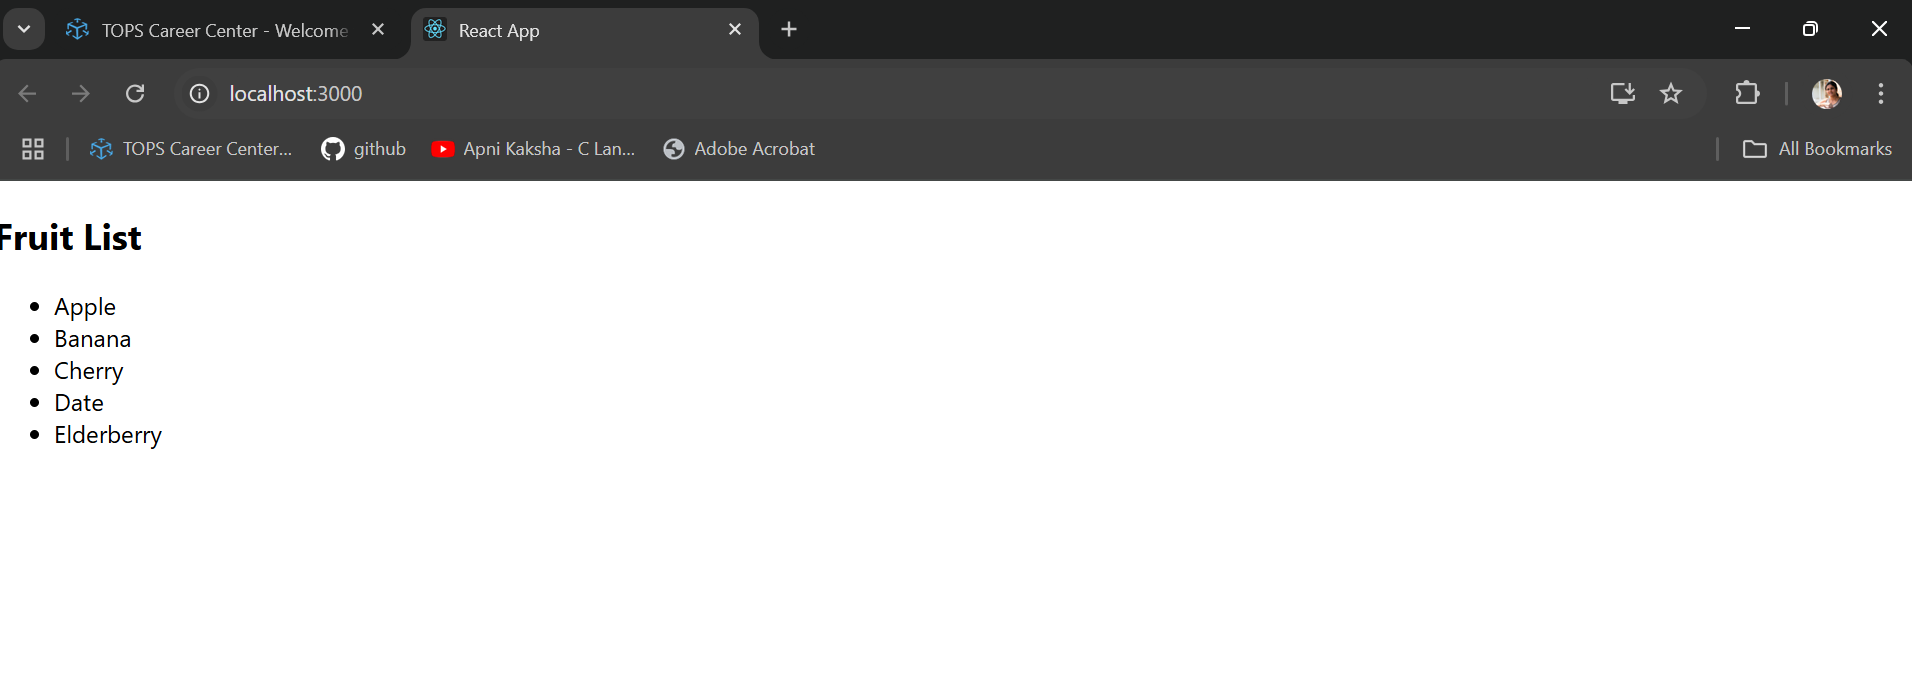 TOPS Career Center - Welcome
React App
localhost:3000
TOPS Career Center...
github
Apni Kaksha - C Lan...
Adobe Acrobat
All Bookmarks
Fruit List
Apple
Banana
Cherry
Date
Elderberry